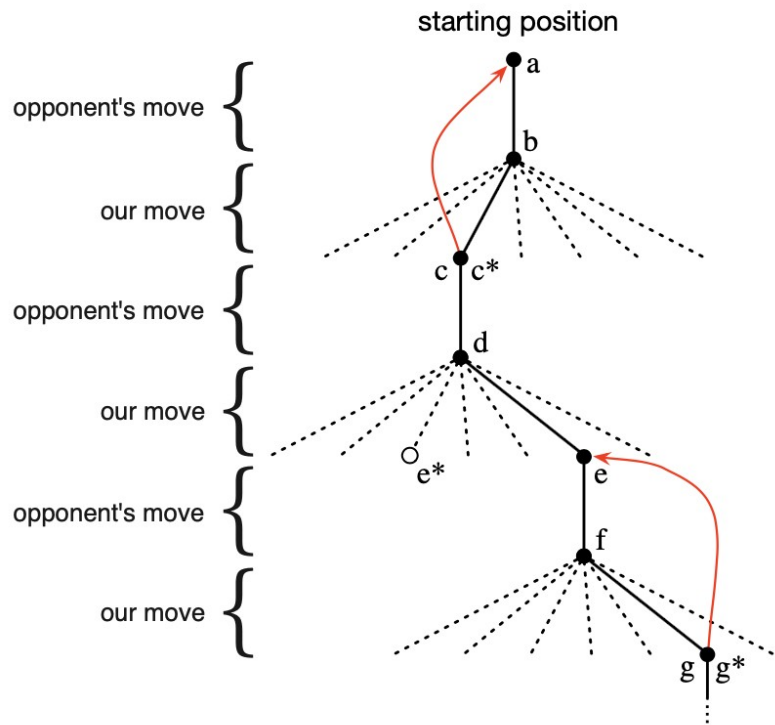 starting position
a
opponent's move
b
our move
c c*
opponent's move
d
our move
e*
e
opponent's move
f
our move
g g*